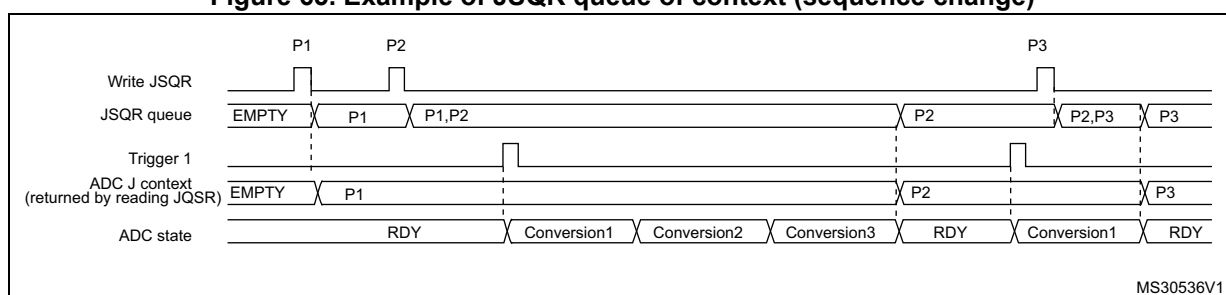 Figure 63. Example of JSQR queue of context (sequence change)
P1 P2 P3
Write JSQR
JSQR queue EMPTY P1 P1,P2 P2 P2,P3 P3
Trigger 1
ADC J context
(returned by reading JQSR) EMPTY P1 P2 P3
ADC state RDY Conversion1 Conversion2 Conversion3 RDY Conversion1 RDY
MS30536V1